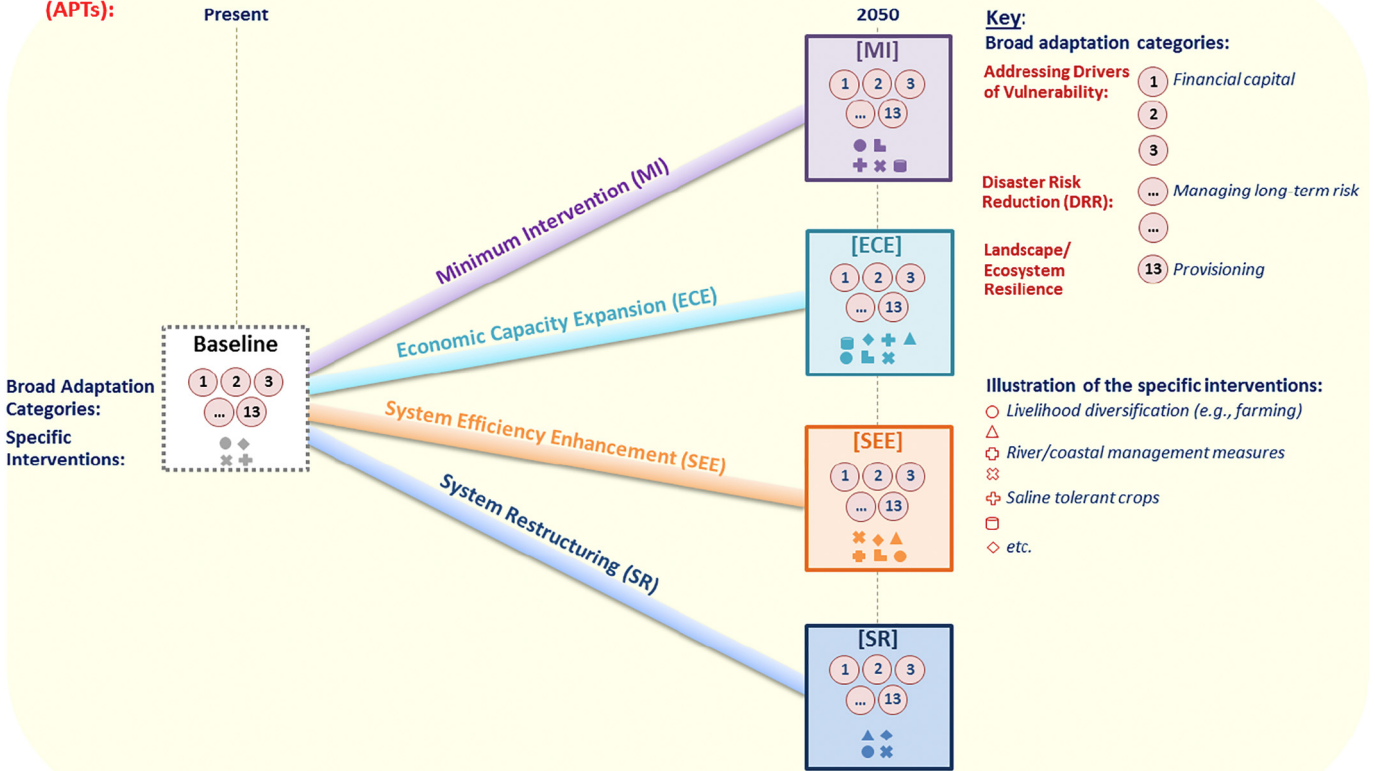 (APTs):
Present
2050
Key:
Broad adaptation categories:
Addressing Drivers
of Vulnerability:
1 Financial capital
2
3
Disaster Risk
Reduction (DRR):
... Managing long-term risk
...
Landscape/
Ecosystem
Resilience
13 Provisioning
[MI]
1 2 3
... 13
Minimum Intervention (MI)
[ECE]
1 2 3
... 13
Economic Capacity Expansion (ECE)
Baseline
1 2 3
... 13
Broad Adaptation
Categories:
Specific
Interventions:
System Efficiency Enhancement (SEE)
[SEE]
1 2 3
... 13
System Restructuring (SR)
[SR]
1 2 3
... 13
Illustration of the specific interventions:
Livelihood diversification (e.g., farming)
River/coastal management measures
Saline tolerant crops
etc.